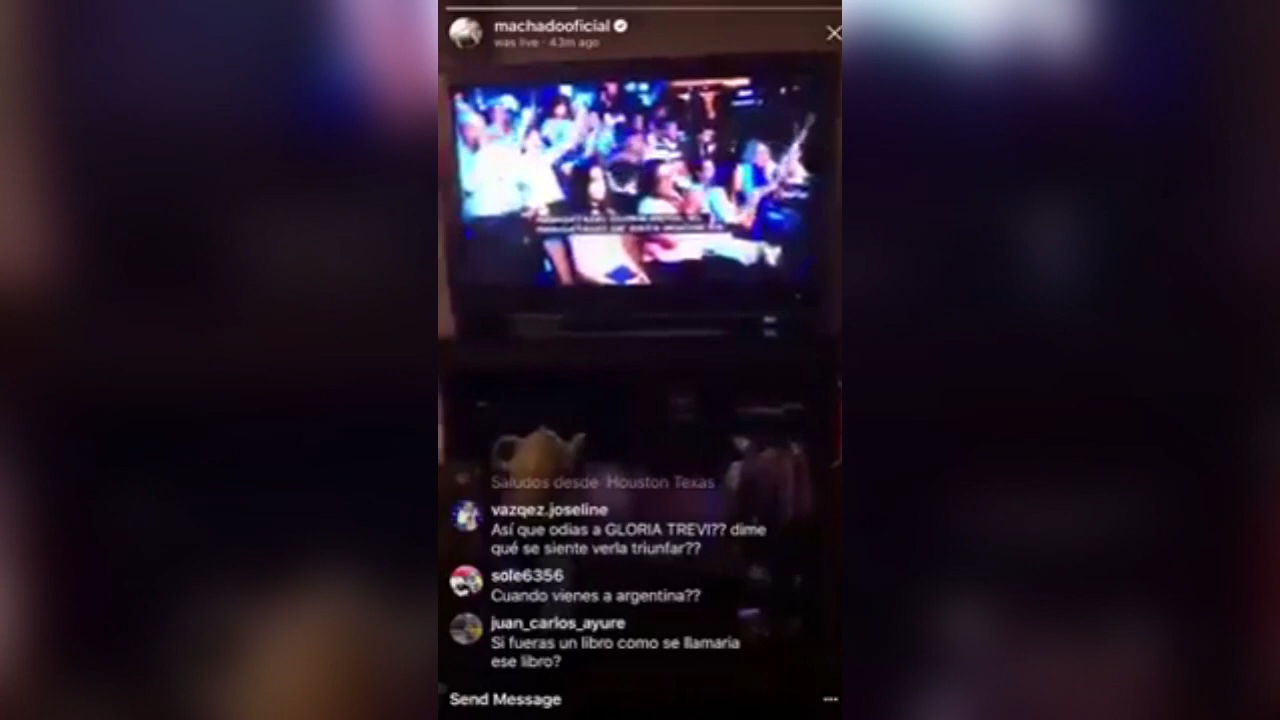 machadooficial
was live · 43m ago
Saludos desde Houston Texas
vazqez.joseline
Así que odias a GLORIA TREVI?? dime
qué se siente verla triunfar??
sole6356
Cuando vienes a argentina??
juan_carlos_ayure
Si fueras un libro como se llamaria
ese libro?
Send Message